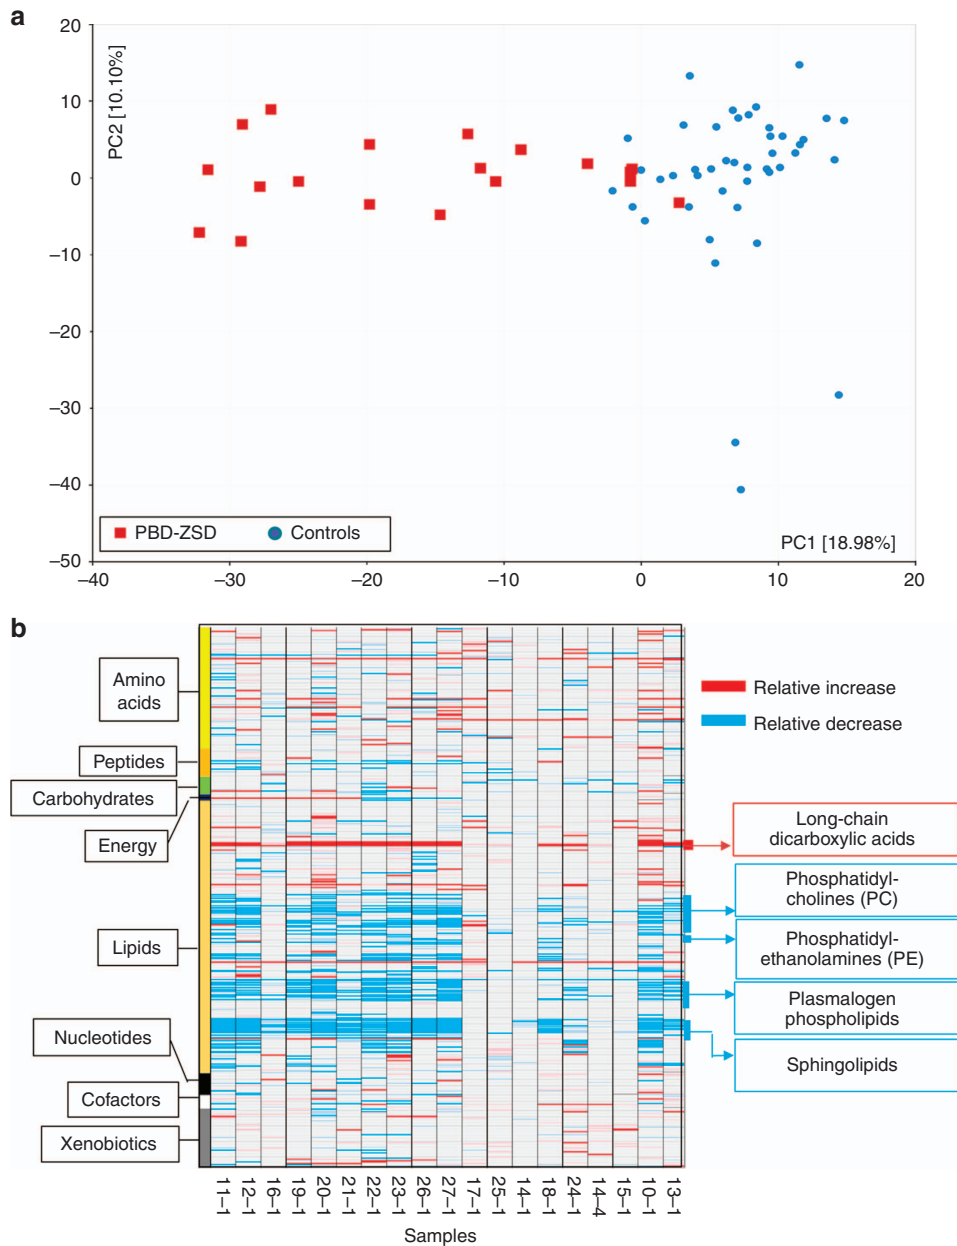 a
20
10
0
−10
−20
−30
−40
−50
PC2 [10.10%]
PBD-ZSD
Controls
PC1 [18.98%]
−40
−30
−20
−10
0
10
20
b
Amino
acids
Peptides
Carbohydrates
Energy
Lipids
Nucleotides
Cofactors
Xenobiotics
Relative increase
Relative decrease
Long-chain
dicarboxylic acids
Phosphatidyl-
cholines (PC)
Phosphatidyl-
ethanolamines (PE)
Plasmalogen
phospholipids
Sphingolipids
11–1
12–1
16–1
19–1
20–1
21–1
22–1
23–1
26–1
27–1
17–1
25–1
14–1
18–1
24–1
14–4
15–1
10–1
13–1
Samples